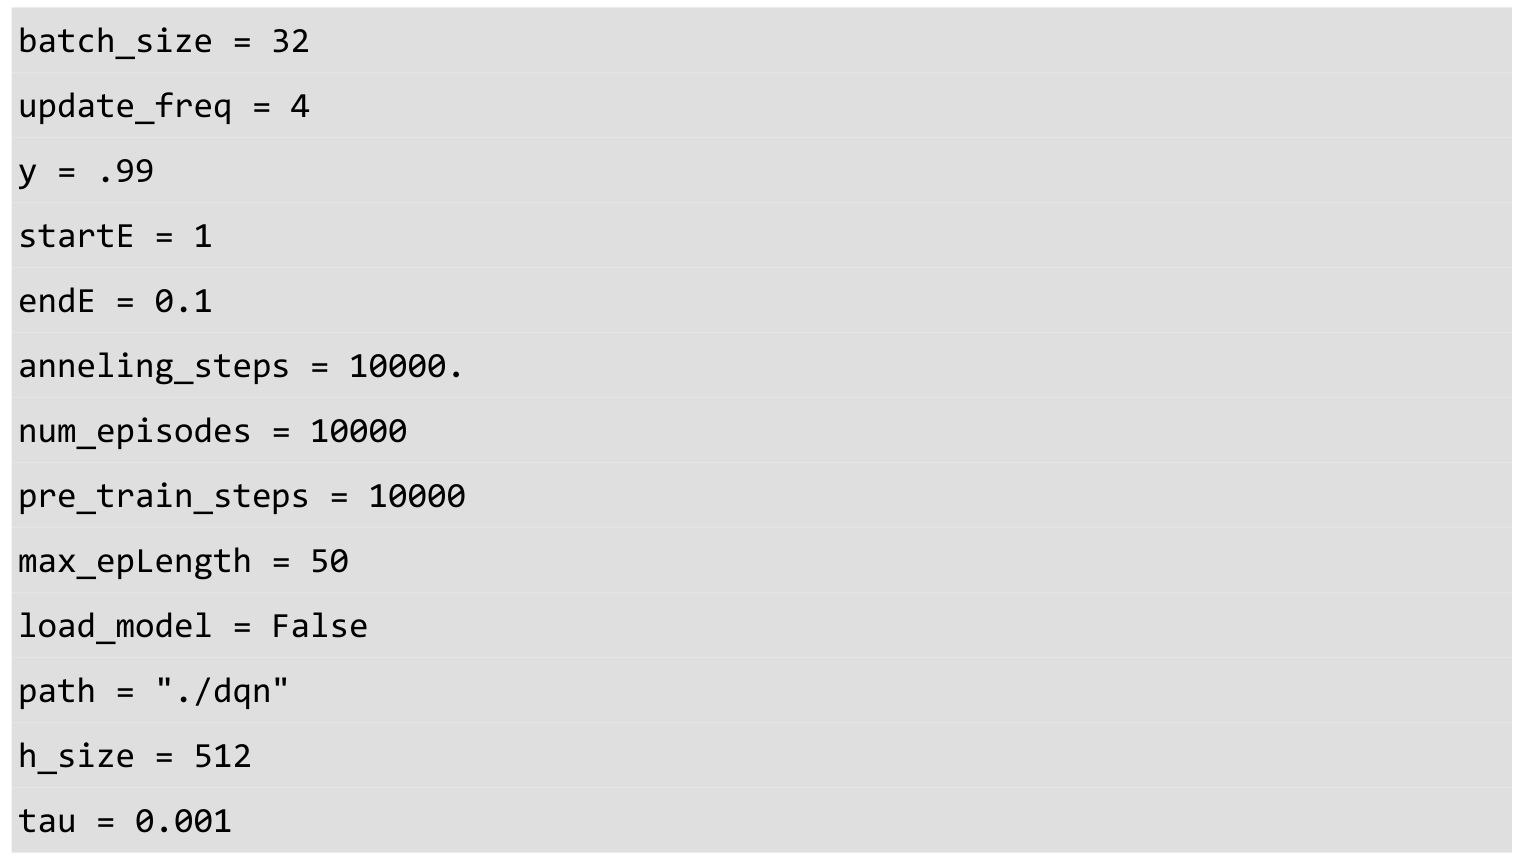 batch_size = 32
update_freq = 4
y = .99
startE = 1
endE = 0.1
anneling_steps = 10000.
num_episodes = 10000
pre_train_steps = 10000
max_epLength = 50
load_model = False
path = "./dqn"
h_size = 512
tau = 0.001